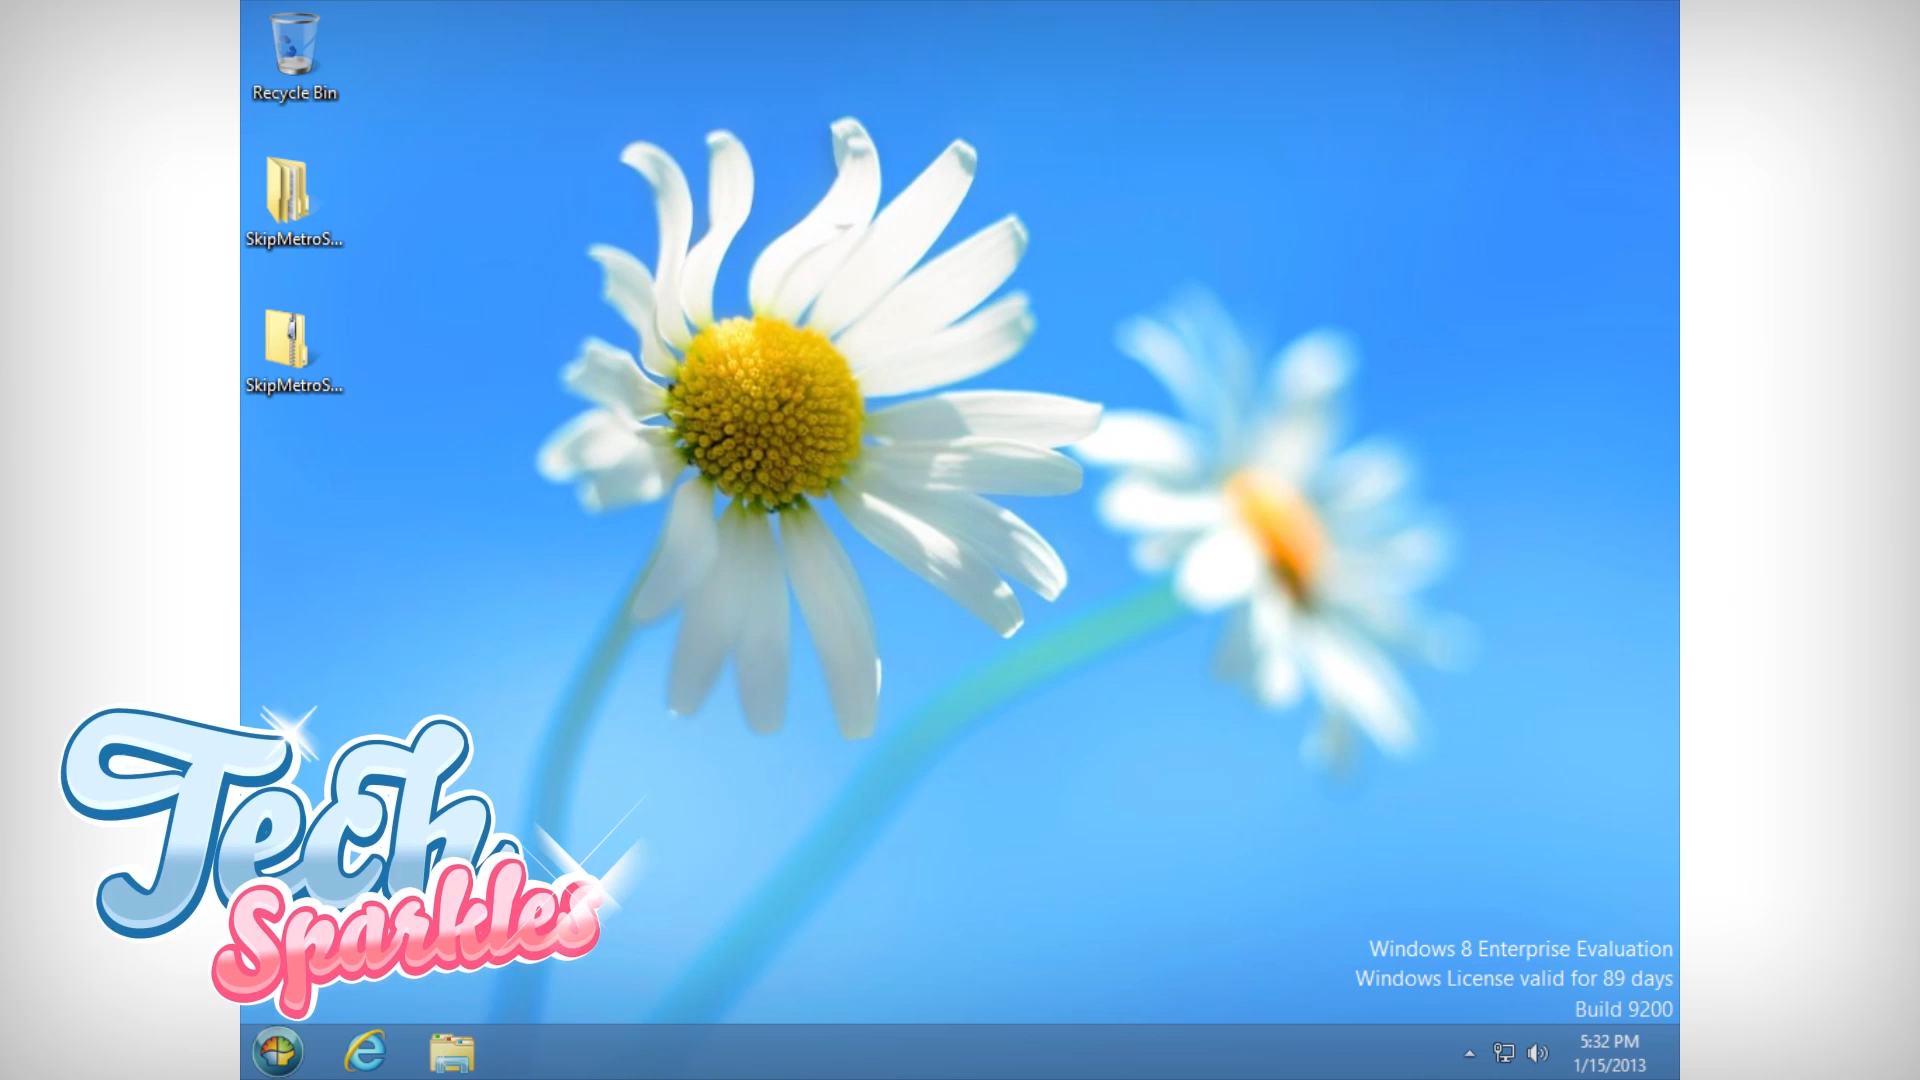 Recycle Bin
SkipMetroS...
SkipMetroS...
Tech
Sparkles
Windows 8 Enterprise Evaluation
Windows License valid for 89 days
Build 9200
5:32 PM
1/15/2013